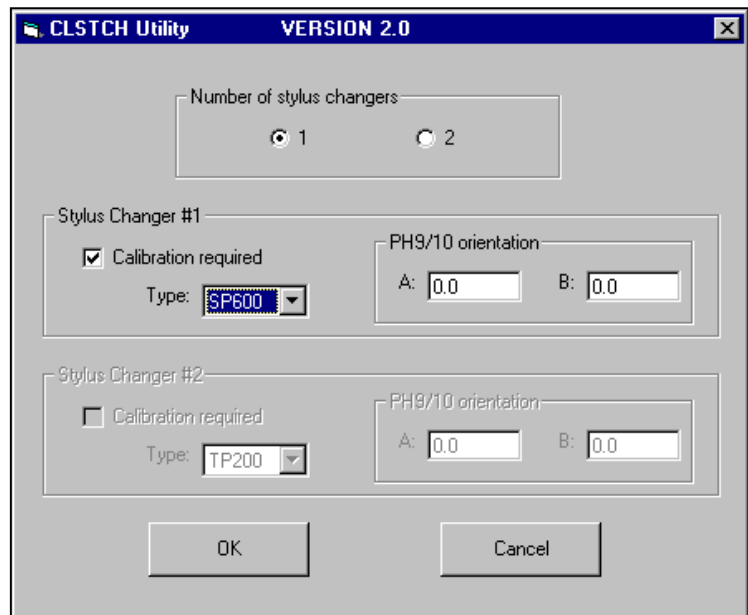 CLSTCH Utility VERSION 2.0
Number of stylus changers
1 2
Stylus Changer #1
Calibration required
PH9/10 orientation
Type: SP600
A: 0.0 B: 0.0
Stylus Changer #2
Calibration required
PH9/10 orientation
Type: TP200
A: 0.0 B: 0.0
OK Cancel